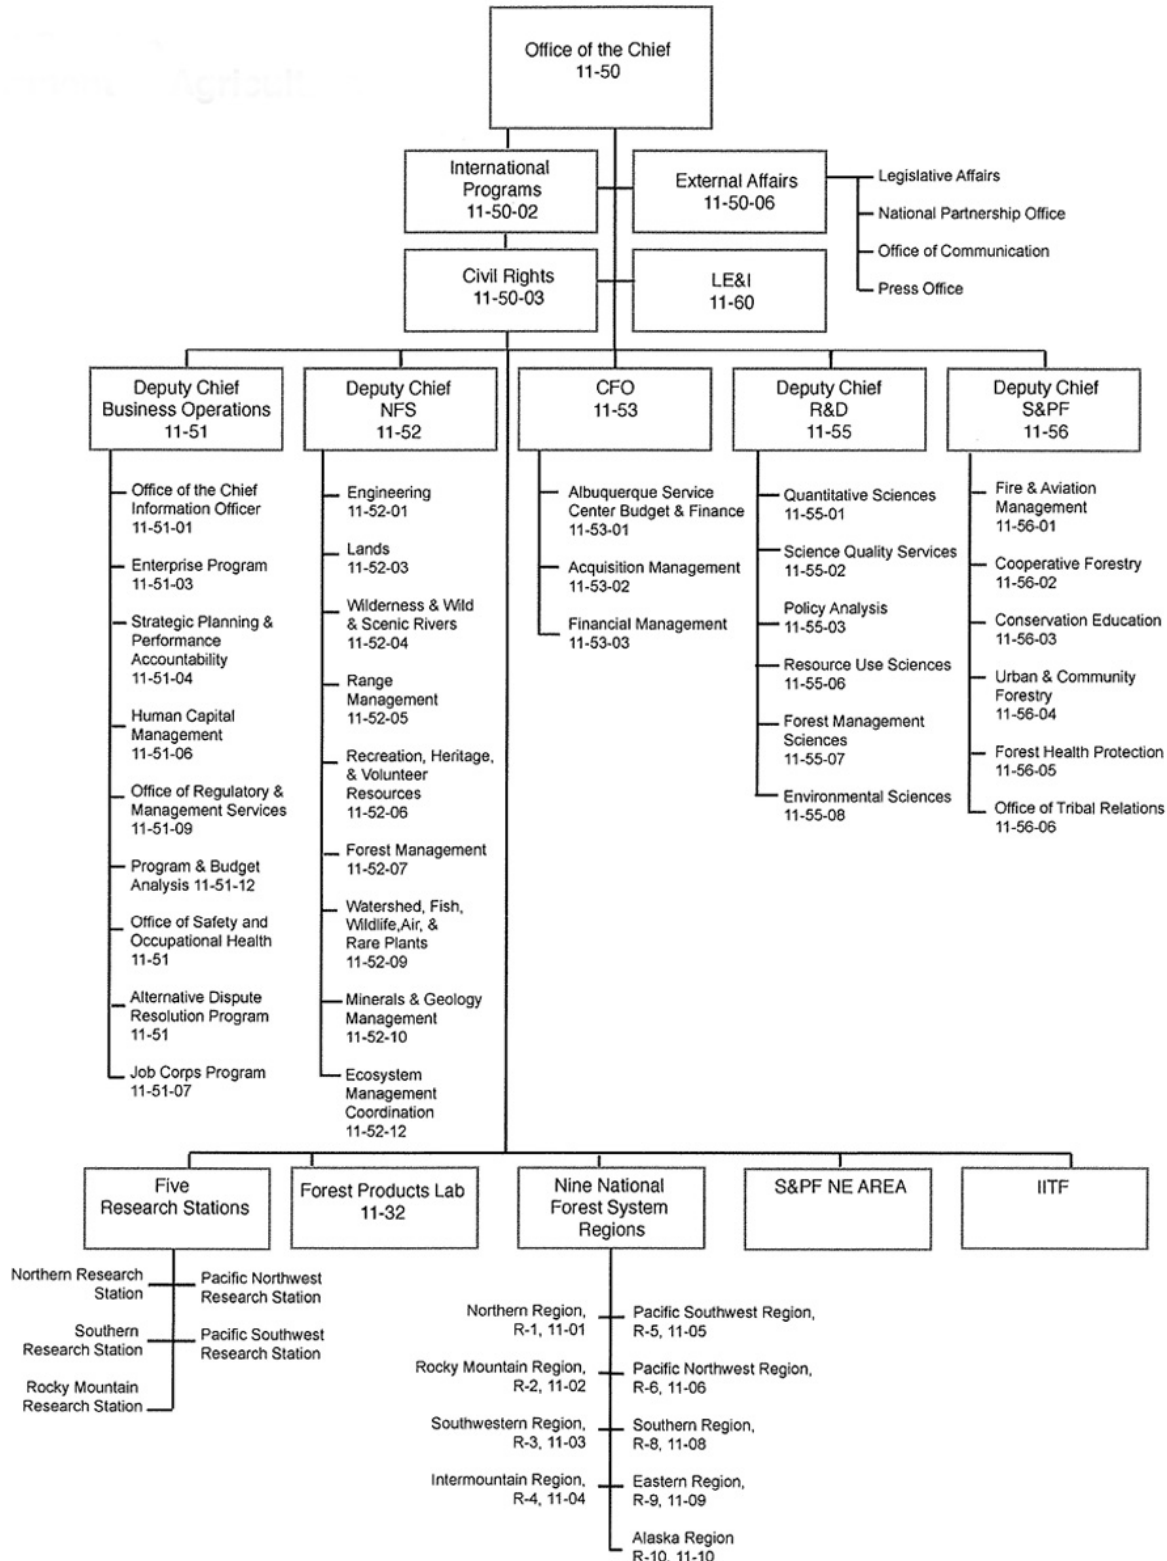 Office of the Chief
11-50
International
Programs
11-50-02
External Affairs
11-50-06
Legislative Affairs
National Partnership Office
Office of Communication
Press Office
Civil Rights
11-50-03
LE&I
11-60
Deputy Chief
Business Operations
11-51
Deputy Chief
NFS
11-52
CFO
11-53
Deputy Chief
R&D
11-55
Deputy Chief
S&PF
11-56
Office of the Chief
Information Officer
11-51-01
Enterprise Program
11-51-03
Strategic Planning &
Performance
Accountability
11-51-04
Human Capital
Management
11-51-06
Office of Regulatory &
Management Services
11-51-09
Program & Budget
Analysis 11-51-12
Office of Safety and
Occupational Health
11-51
Alternative Dispute
Resolution Program
11-51
Job Corps Program
11-51-07
Engineering
11-52-01
Lands
11-52-03
Wilderness & Wild
& Scenic Rivers
11-52-04
Range
Management
11-52-05
Recreation, Heritage,
& Volunteer
Resources
11-52-06
Forest Management
11-52-07
Watershed, Fish,
Wildlife,Air, &
Rare Plants
11-52-09
Minerals & Geology
Management
11-52-10
Ecosystem
Management
Coordination
11-52-12
Albuquerque Service
Center Budget & Finance
11-53-01
Acquisition Management
11-53-02
Financial Management
11-53-03
Quantitative Sciences
11-55-01
Science Quality Services
11-55-02
Policy Analysis
11-55-03
Resource Use Sciences
11-55-06
Forest Management
Sciences
11-55-07
Environmental Sciences
11-55-08
Fire & Aviation
Management
11-56-01
Cooperative Forestry
11-56-02
Conservation Education
11-56-03
Urban & Community
Forestry
11-56-04
Forest Health Protection
11-56-05
Office of Tribal Relations
11-56-06
Five
Research Stations
Forest Products Lab
11-32
Nine National
Forest System
Regions
S&PF NE AREA
IITF
Northern Research
Station
Pacific Northwest
Research Station
Southern
Research Station
Pacific Southwest
Research Station
Rocky Mountain
Research Station
Northern Region,
R-1, 11-01
Pacific Southwest Region,
R-5, 11-05
Rocky Mountain Region,
R-2, 11-02
Pacific Northwest Region,
R-6, 11-06
Southwestern Region,
R-3, 11-03
Southern Region,
R-8, 11-08
Intermountain Region,
R-4, 11-04
Eastern Region,
R-9, 11-09
Alaska Region
R-10, 11-10